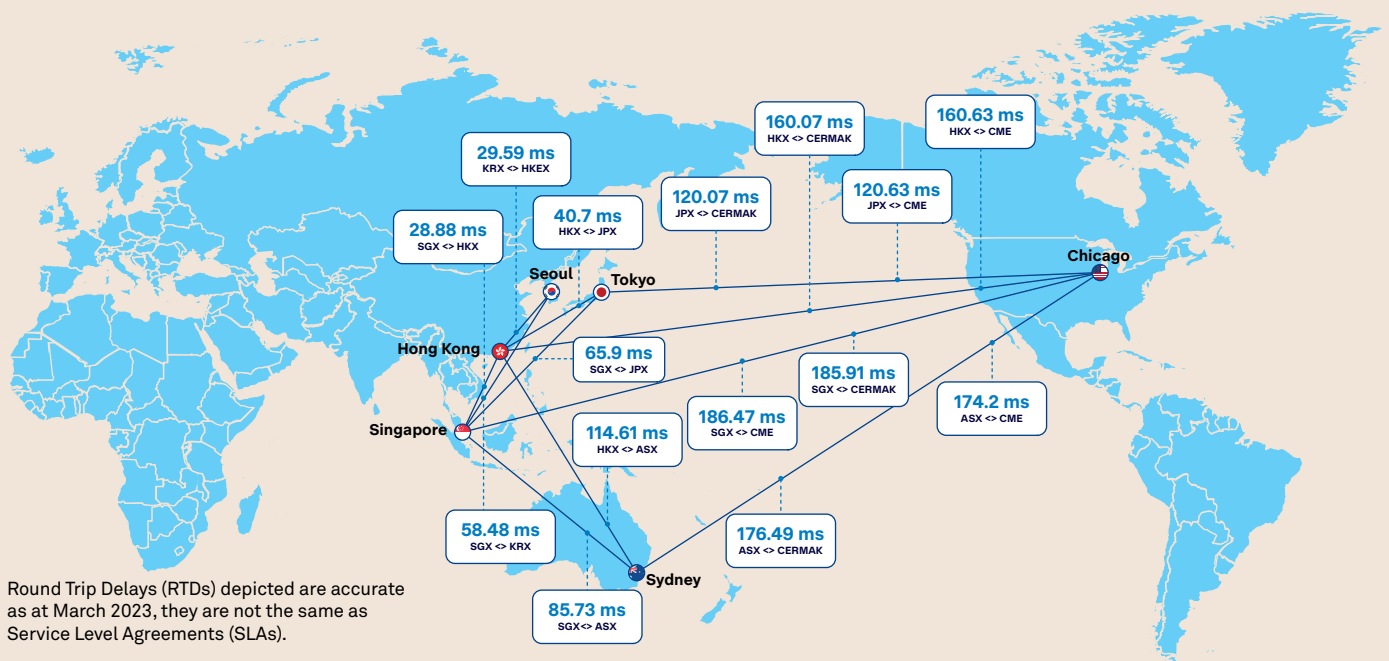 160.63 ms
HKX <> CME
160.07 ms
HKX <> CERMAK
29.59 ms
KRX <> HKEX
120.63 ms
JPX <> CME
120.07 ms
JPX <> CERMAK
40.7 ms
HKX <> JPX
28.88 ms
SGX <> HKX
Chicago
Seoul
Tokyo
Hong Kong
65.9 ms
SGX <> JPX
185.91 ms
SGX <> CERMAK
174.2 ms
ASX <> CME
186.47 ms
SGX <> CME
Singapore
114.61 ms
HKX <> ASX
58.48 ms
SGX <> KRX
176.49 ms
ASX <> CERMAK
Sydney
85.73 ms
SGX<> ASX
Round Trip Delays (RTDs) depicted are accurate
as at March 2023, they are not the same as
Service Level Agreements (SLAs).